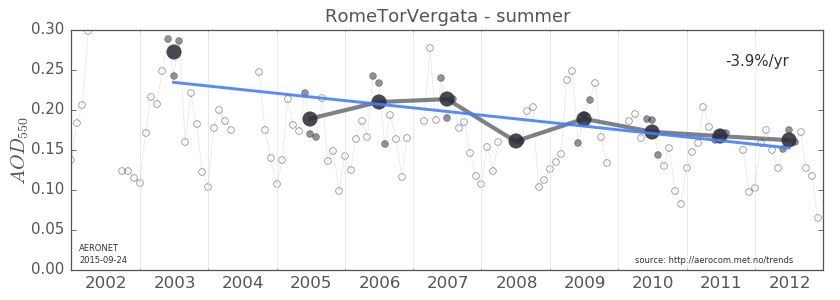 RomeTorVergata - summer
0.30
-3.9%/yr
0.25
0.20
AOD550
0.15
0.10
0.05
AERONET
2015-09-24
source: http://aerocom.met.no/trends
0.00
2002 2003 2004 2005 2006 2007 2008 2009 2010 2011 2012